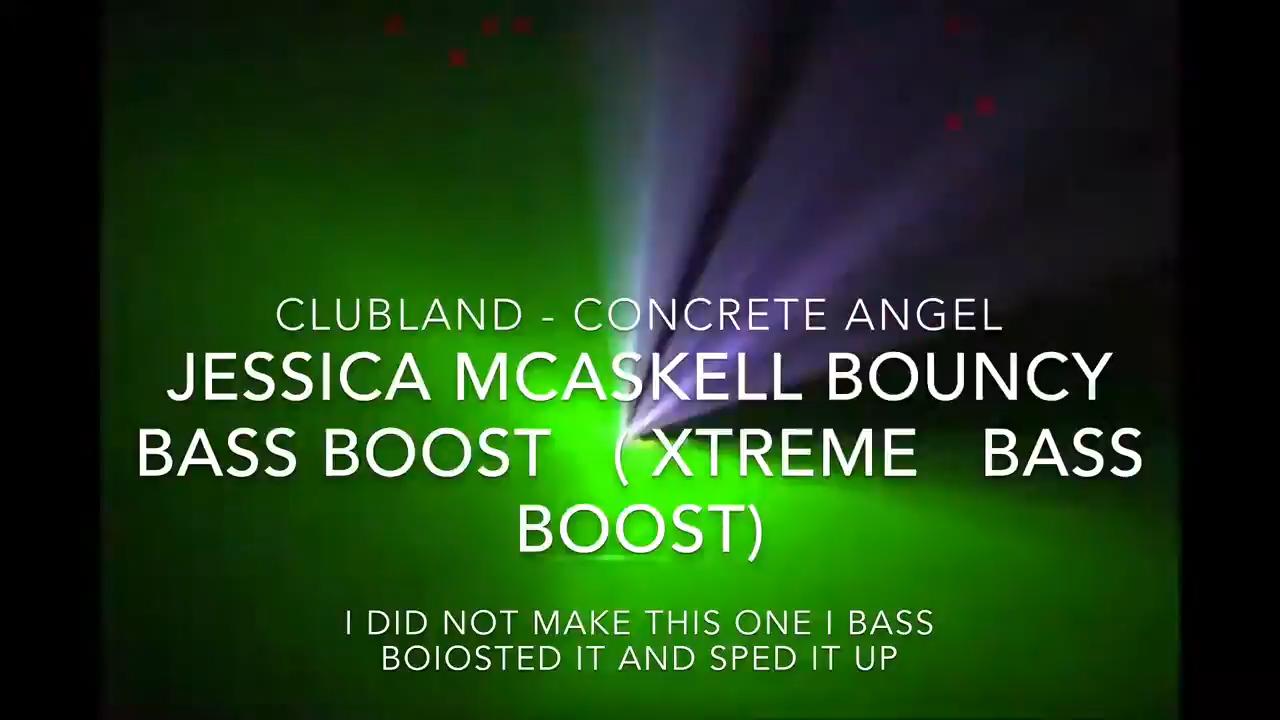 CLUBLAND - CONCRETE ANGEL
JESSICA MCASKELL BOUNCY
BASS BOOST ( XTREME BASS
BOOST)
I DID NOT MAKE THIS ONE I BASS
BOIOSTED IT AND SPED IT UP